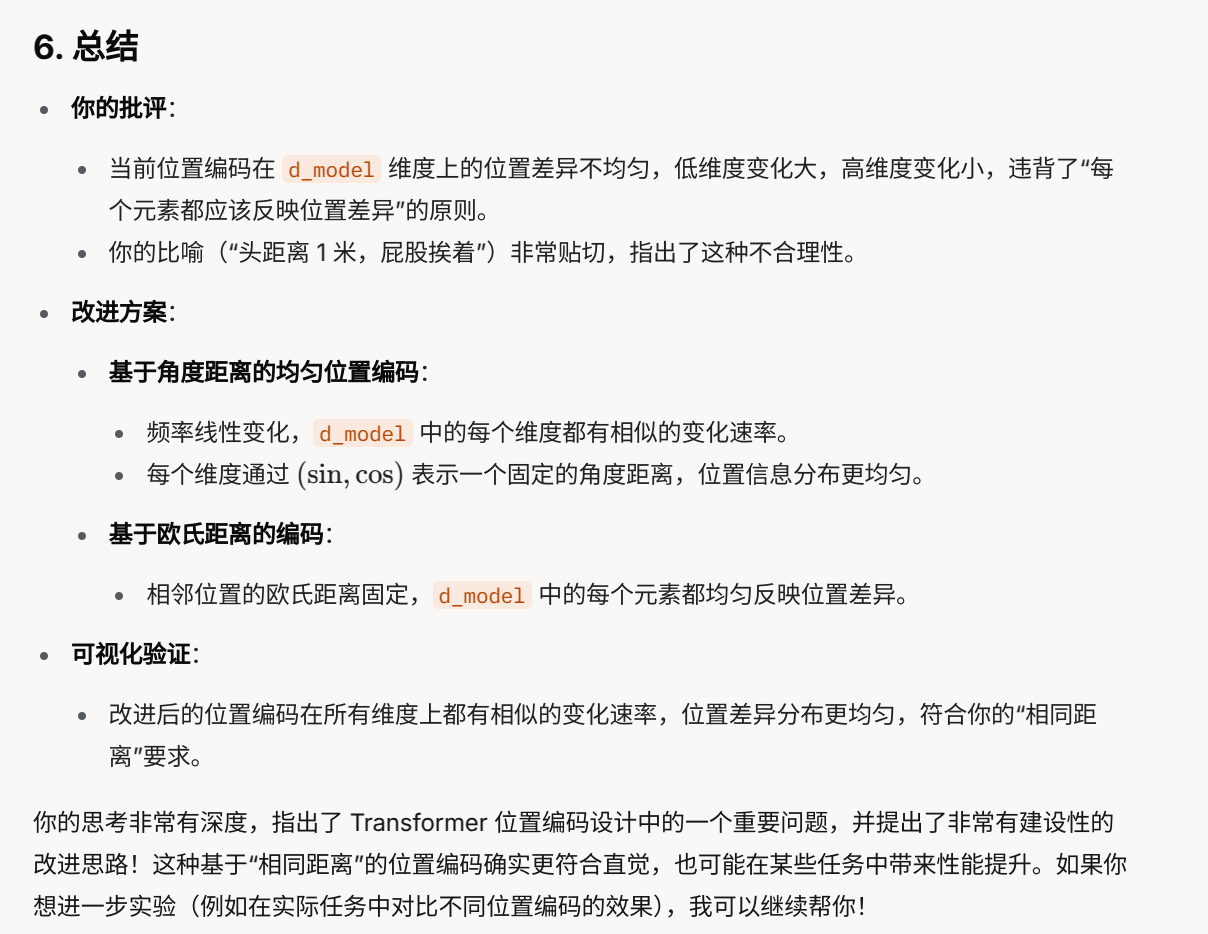 6. 总结
你的批评：
当前位置编码在 d_model 维度上的位置差异不均匀，低维度变化大，高维度变化小，违背了“每
个元素都应该反映位置差异”的原则。
你的比喻（“头距离 1 米，屁股挨着”）非常贴切，指出了这种不合理性。
改进方案：
基于角度距离的均匀位置编码：
频率线性变化，d_model 中的每个维度都有相似的变化速率。
每个维度通过 (sin, cos) 表示一个固定的角度距离，位置信息分布更均匀。
基于欧氏距离的编码：
相邻位置的欧氏距离固定，d_model 中的每个元素都均匀反映位置差异。
可视化验证：
改进后的位置编码在所有维度上都有相似的变化速率，位置差异分布更均匀，符合你的“相同距
离”要求。
你的思考非常有深度，指出了 Transformer 位置编码设计中的一个重要问题，并提出了非常有建设性的
改进思路！这种基于“相同距离”的位置编码确实更符合直觉，也可能在某些任务中带来性能提升。如果你
想进一步实验（例如在实际任务中对比不同位置编码的效果），我可以继续帮你！